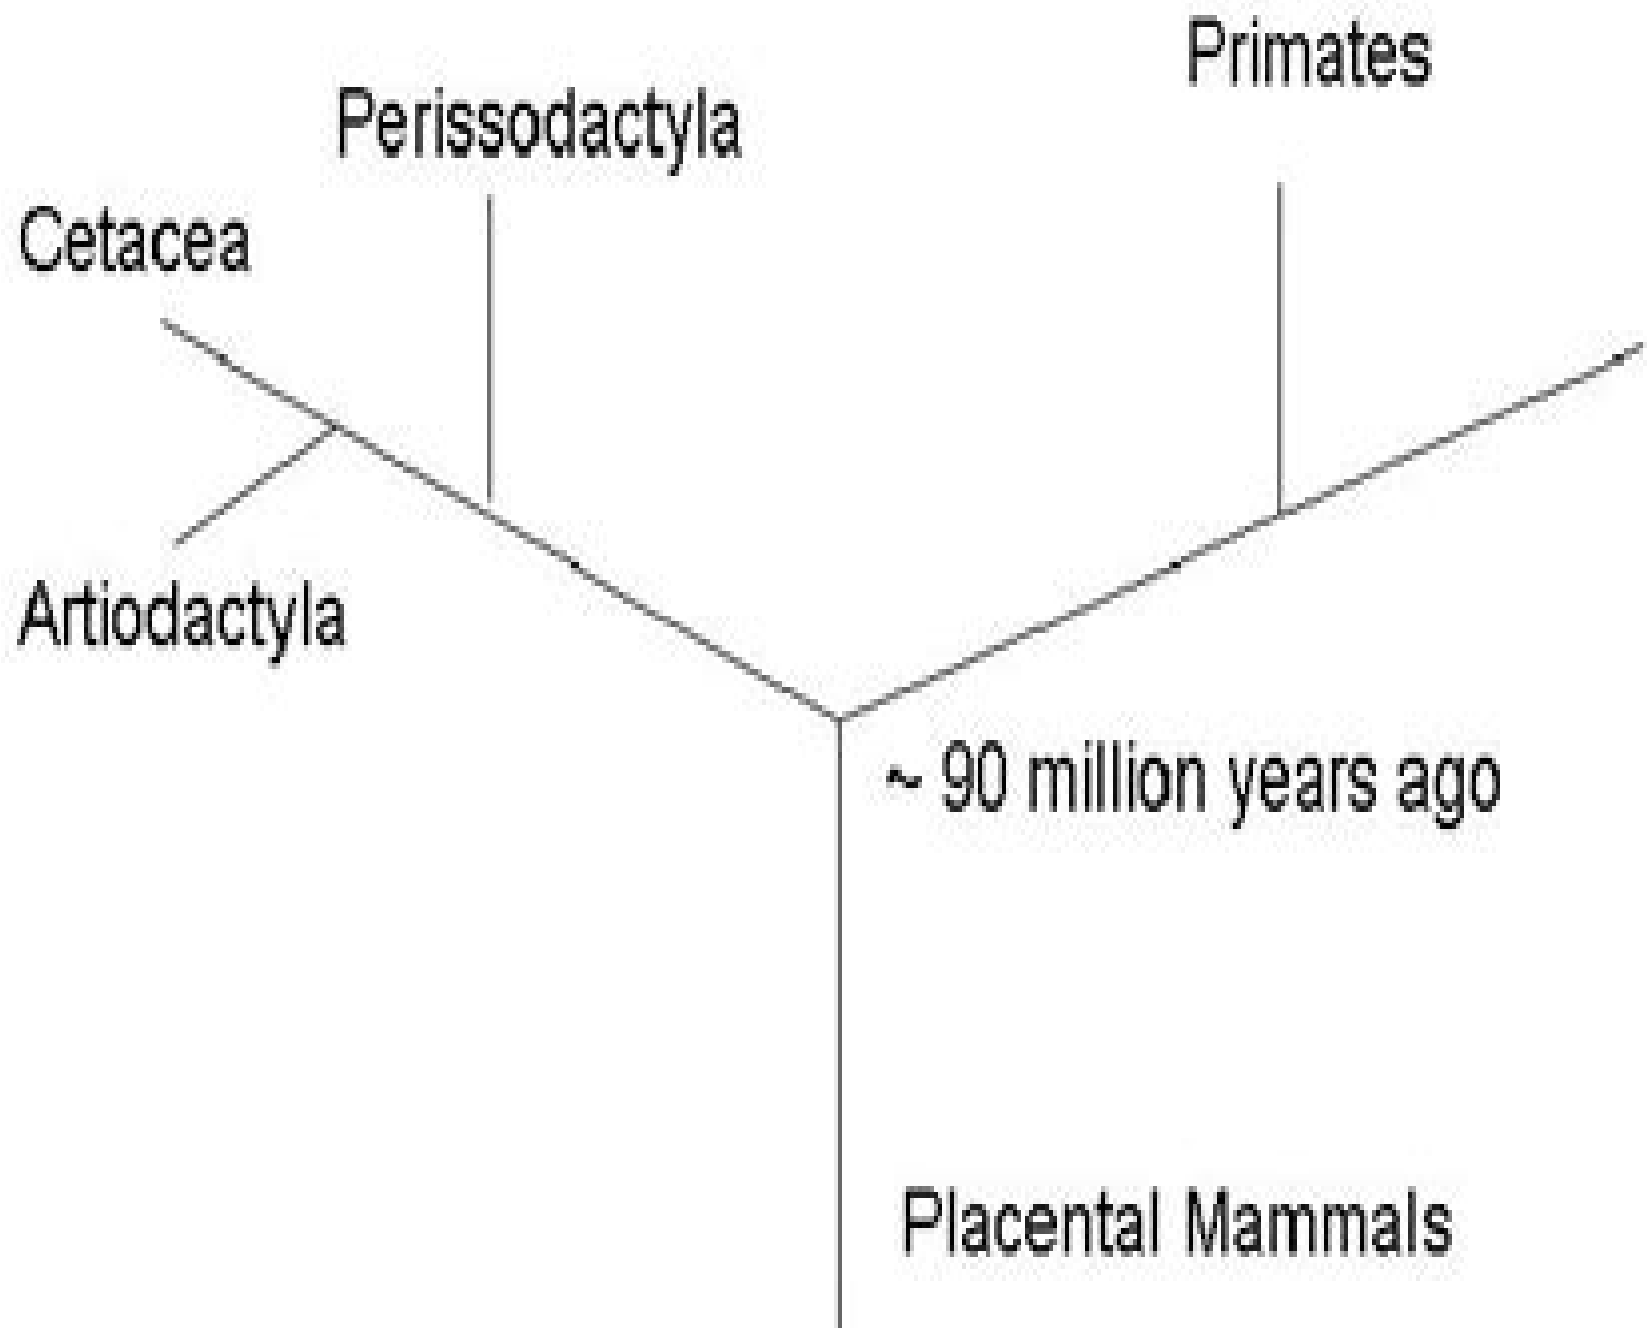 Primates
Perissodactyla
Cetacea
Artiodactyla
~ 90 million years ago
Placental Mammals